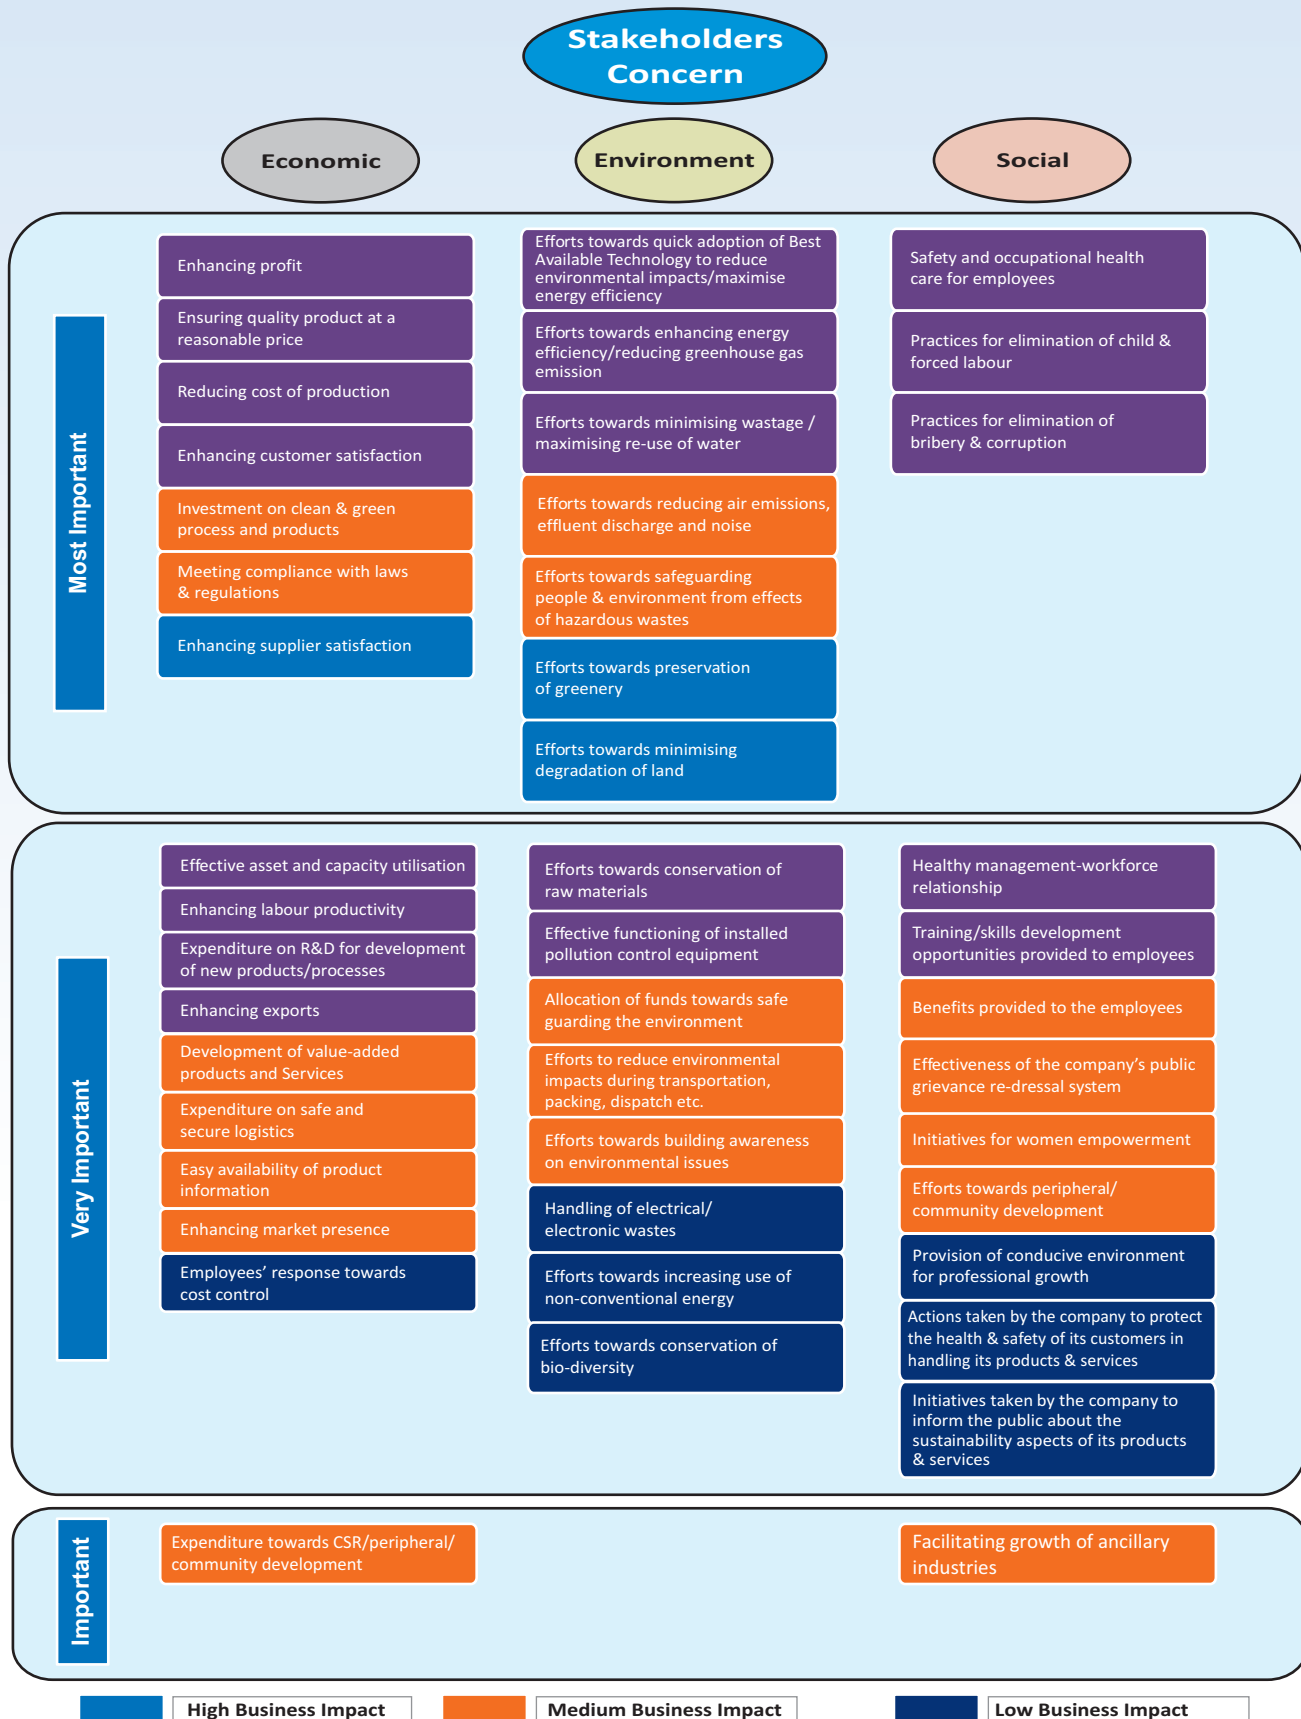 Stakeholders
Concern
Economic
Environment
Social
Most Important
Enhancing profit
Ensuring quality product at a
reasonable price
Reducing cost of production
Enhancing customer satisfaction
Investment on clean & green
process and products
Meeting compliance with laws
& regulations
Enhancing supplier satisfaction
Efforts towards quick adoption of Best
Available Technology to reduce
environmental impacts/maximise
energy efficiency
Efforts towards enhancing energy
efficiency/reducing greenhouse gas
emission
Efforts towards minimising wastage /
maximising re-use of water
Efforts towards reducing air emissions,
effluent discharge and noise
Efforts towards safeguarding
people & environment from effects
of hazardous wastes
Efforts towards preservation
of greenery
Efforts towards minimising
degradation of land
Safety and occupational health
care for employees
Practices for elimination of child &
forced labour
Practices for elimination of
bribery & corruption
Very Important
Effective asset and capacity utilisation
Enhancing labour productivity
Expenditure on R&D for development
of new products/processes
Enhancing exports
Development of value-added
products and Services
Expenditure on safe and
secure logistics
Easy availability of product
information
Enhancing market presence
Employees’ response towards
cost control
Efforts towards conservation of
raw materials
Effective functioning of installed
pollution control equipment
Allocation of funds towards safe
guarding the environment
Efforts to reduce environmental
impacts during transportation,
packing, dispatch etc.
Efforts towards building awareness
on environmental issues
Handling of electrical/
electronic wastes
Efforts towards increasing use of
non-conventional energy
Efforts towards conservation of
bio-diversity
Healthy management-workforce
relationship
Training/skills development
opportunities provided to employees
Benefits provided to the employees
Effectiveness of the company’s public
grievance re-dressal system
Initiatives for women empowerment
Efforts towards peripheral/
community development
Provision of conducive environment
for professional growth
Actions taken by the company to protect
the health & safety of its customers in
handling its products & services
Initiatives taken by the company to
inform the public about the
sustainability aspects of its products
& services
Important
Expenditure towards CSR/peripheral/
community development
Facilitating growth of ancillary
industries
High Business Impact
Medium Business Impact
Low Business Impact